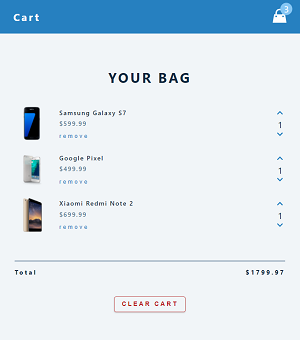 Cart
3
YOUR BAG
Samsung Galaxy S7
$599.99
remove
1
Google Pixel
$499.99
remove
1
Xiaomi Redmi Note 2
$699.99
remove
1
Total $1799.97
CLEAR CART